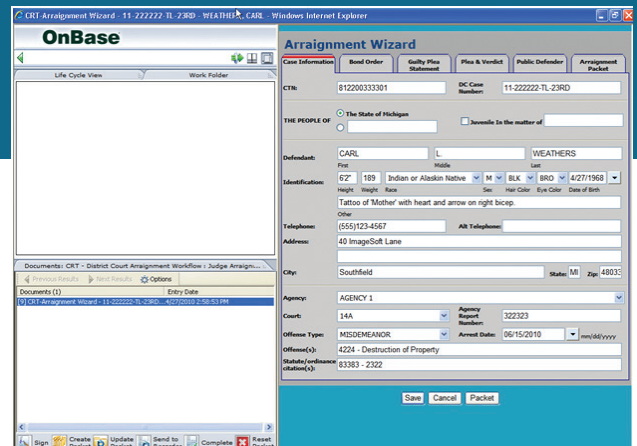 CRT-Arraignment Wizard - 11-222222-TL-23RD - WEATHERS, CARL - Windows Internet Explorer
OnBase
Life Cycle View
Work Folder
Documents: CRT - District Court Arraignment Workflow : Judge Arraign...
Previous Results Next Results Options
Documents (1) Entry Date
[9] CRT-Arraignment Wizard - 11-222222-TL-23RD... 4/27/2010 2:58:53 PM
Sign Create Packet Update Packet Send to Complete Reset
Arraignment Wizard
Case Information Bond Order Guilty Plea Statement Plea & Verdict Public Defender Arraignment Packet
CTN: 812200333301 DC Case Number: 11-222222-TL-23RD
THE PEOPLE OF The State of Michigan Juvenile In the matter of
Defendant: CARL L. WEATHERS
First Middle Last
Identification: 6'2" 189 Indian or Alaskin Native M BLK BRO 4/27/1968
Height Weight Race Sex Hair Color Eye Color Date of Birth
Tattoo of 'Mother' with heart and arrow on right bicep.
Other
Telephone: (555)123-4567 Alt Telephone:
Address: 40 ImageSoft Lane
City: Southfield State: MI Zip: 48033
Agency: AGENCY 1
Court: 14A Agency Report Number: 322323
Offense Type: MISDEMEANOR Arrest Date: 06/15/2010 mm/dd/yyyy
Offense(s): 4224 - Destruction of Property
Statute/ordinance citation(s): 83383 - 2322
Save Cancel Packet